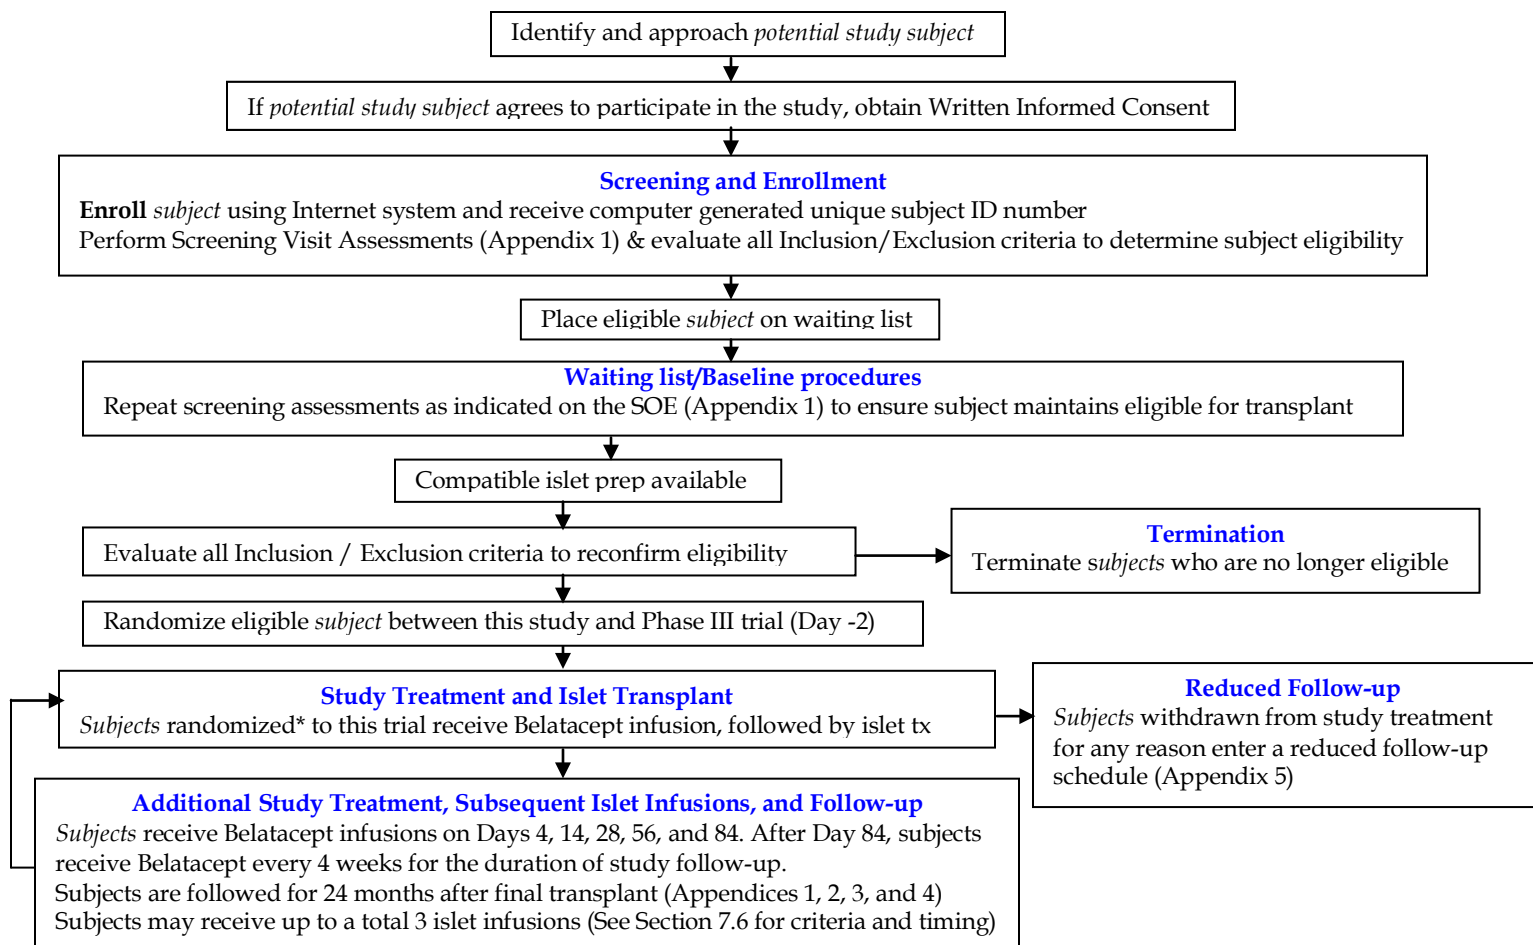 Identify and approach potential study subject
If potential study subject agrees to participate in the study, obtain Written Informed Consent
Screening and Enrollment
Enroll subject using Internet system and receive computer generated unique subject ID number
Perform Screening Visit Assessments (Appendix 1) & evaluate all Inclusion/Exclusion criteria to determine subject eligibility
Place eligible subject on waiting list
Waiting list/Baseline procedures
Repeat screening assessments as indicated on the SOE (Appendix 1) to ensure subject maintains eligible for transplant
Compatible islet prep available
Evaluate all Inclusion / Exclusion criteria to reconfirm eligibility
Termination
Terminate subjects who are no longer eligible
Randomize eligible subject between this study and Phase III trial (Day -2)
Study Treatment and Islet Transplant
Subjects randomized* to this trial receive Belatacept infusion, followed by islet tx
Reduced Follow-up
Subjects withdrawn from study treatment
for any reason enter a reduced follow-up
schedule (Appendix 5)
Additional Study Treatment, Subsequent Islet Infusions, and Follow-up
Subjects receive Belatacept infusions on Days 4, 14, 28, 56, and 84. After Day 84, subjects
receive Belatacept every 4 weeks for the duration of study follow-up.
Subjects are followed for 24 months after final transplant (Appendices 1, 2, 3, and 4)
Subjects may receive up to a total 3 islet infusions (See Section 7.6 for criteria and timing)